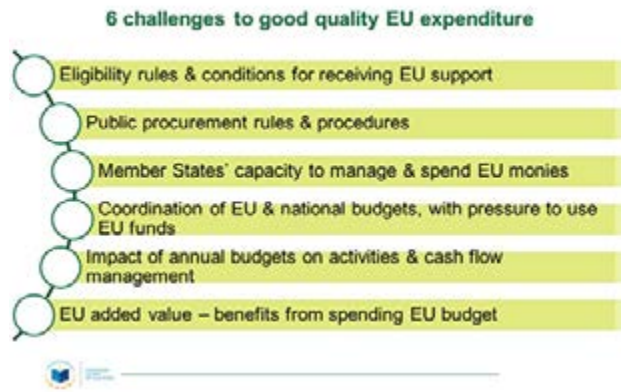 6 challenges to good quality EU expenditure
Eligibility rules & conditions for receiving EU support
Public procurement rules & procedures
Member States' capacity to manage & spend EU monies
Coordination of EU & national budgets, with pressure to use
EU funds
Impact of annual budgets on activities & cash flow
management
EU added value – benefits from spending EU budget